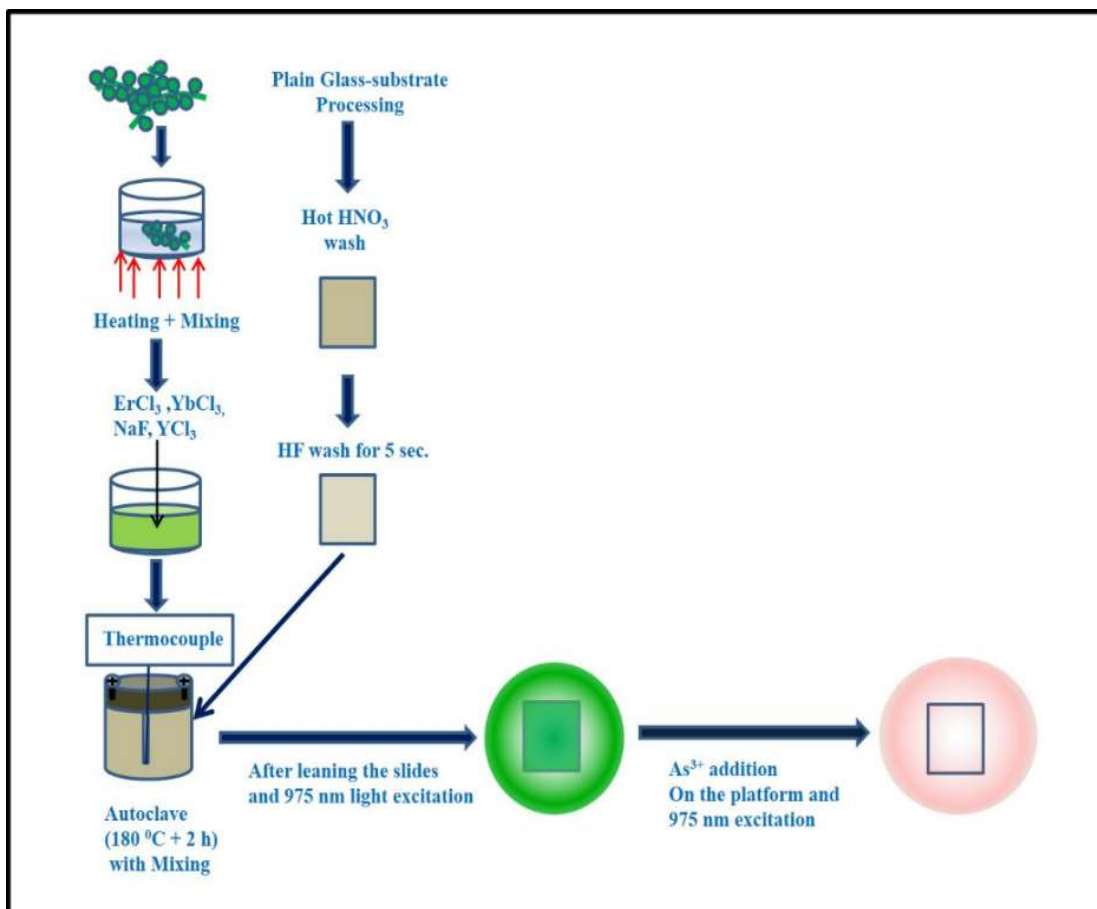 Plain Glass-substrate
Processing
Hot HNO₃
wash
Heating + Mixing
ErCl₃ ,YbCl₃,
NaF, YCl₃
HF wash for 5 sec.
Thermocouple
After leaning the slides
and 975 nm light excitation
As³⁺ addition
On the platform and
975 nm excitation
Autoclave
(180 ⁰C + 2 h)
with Mixing